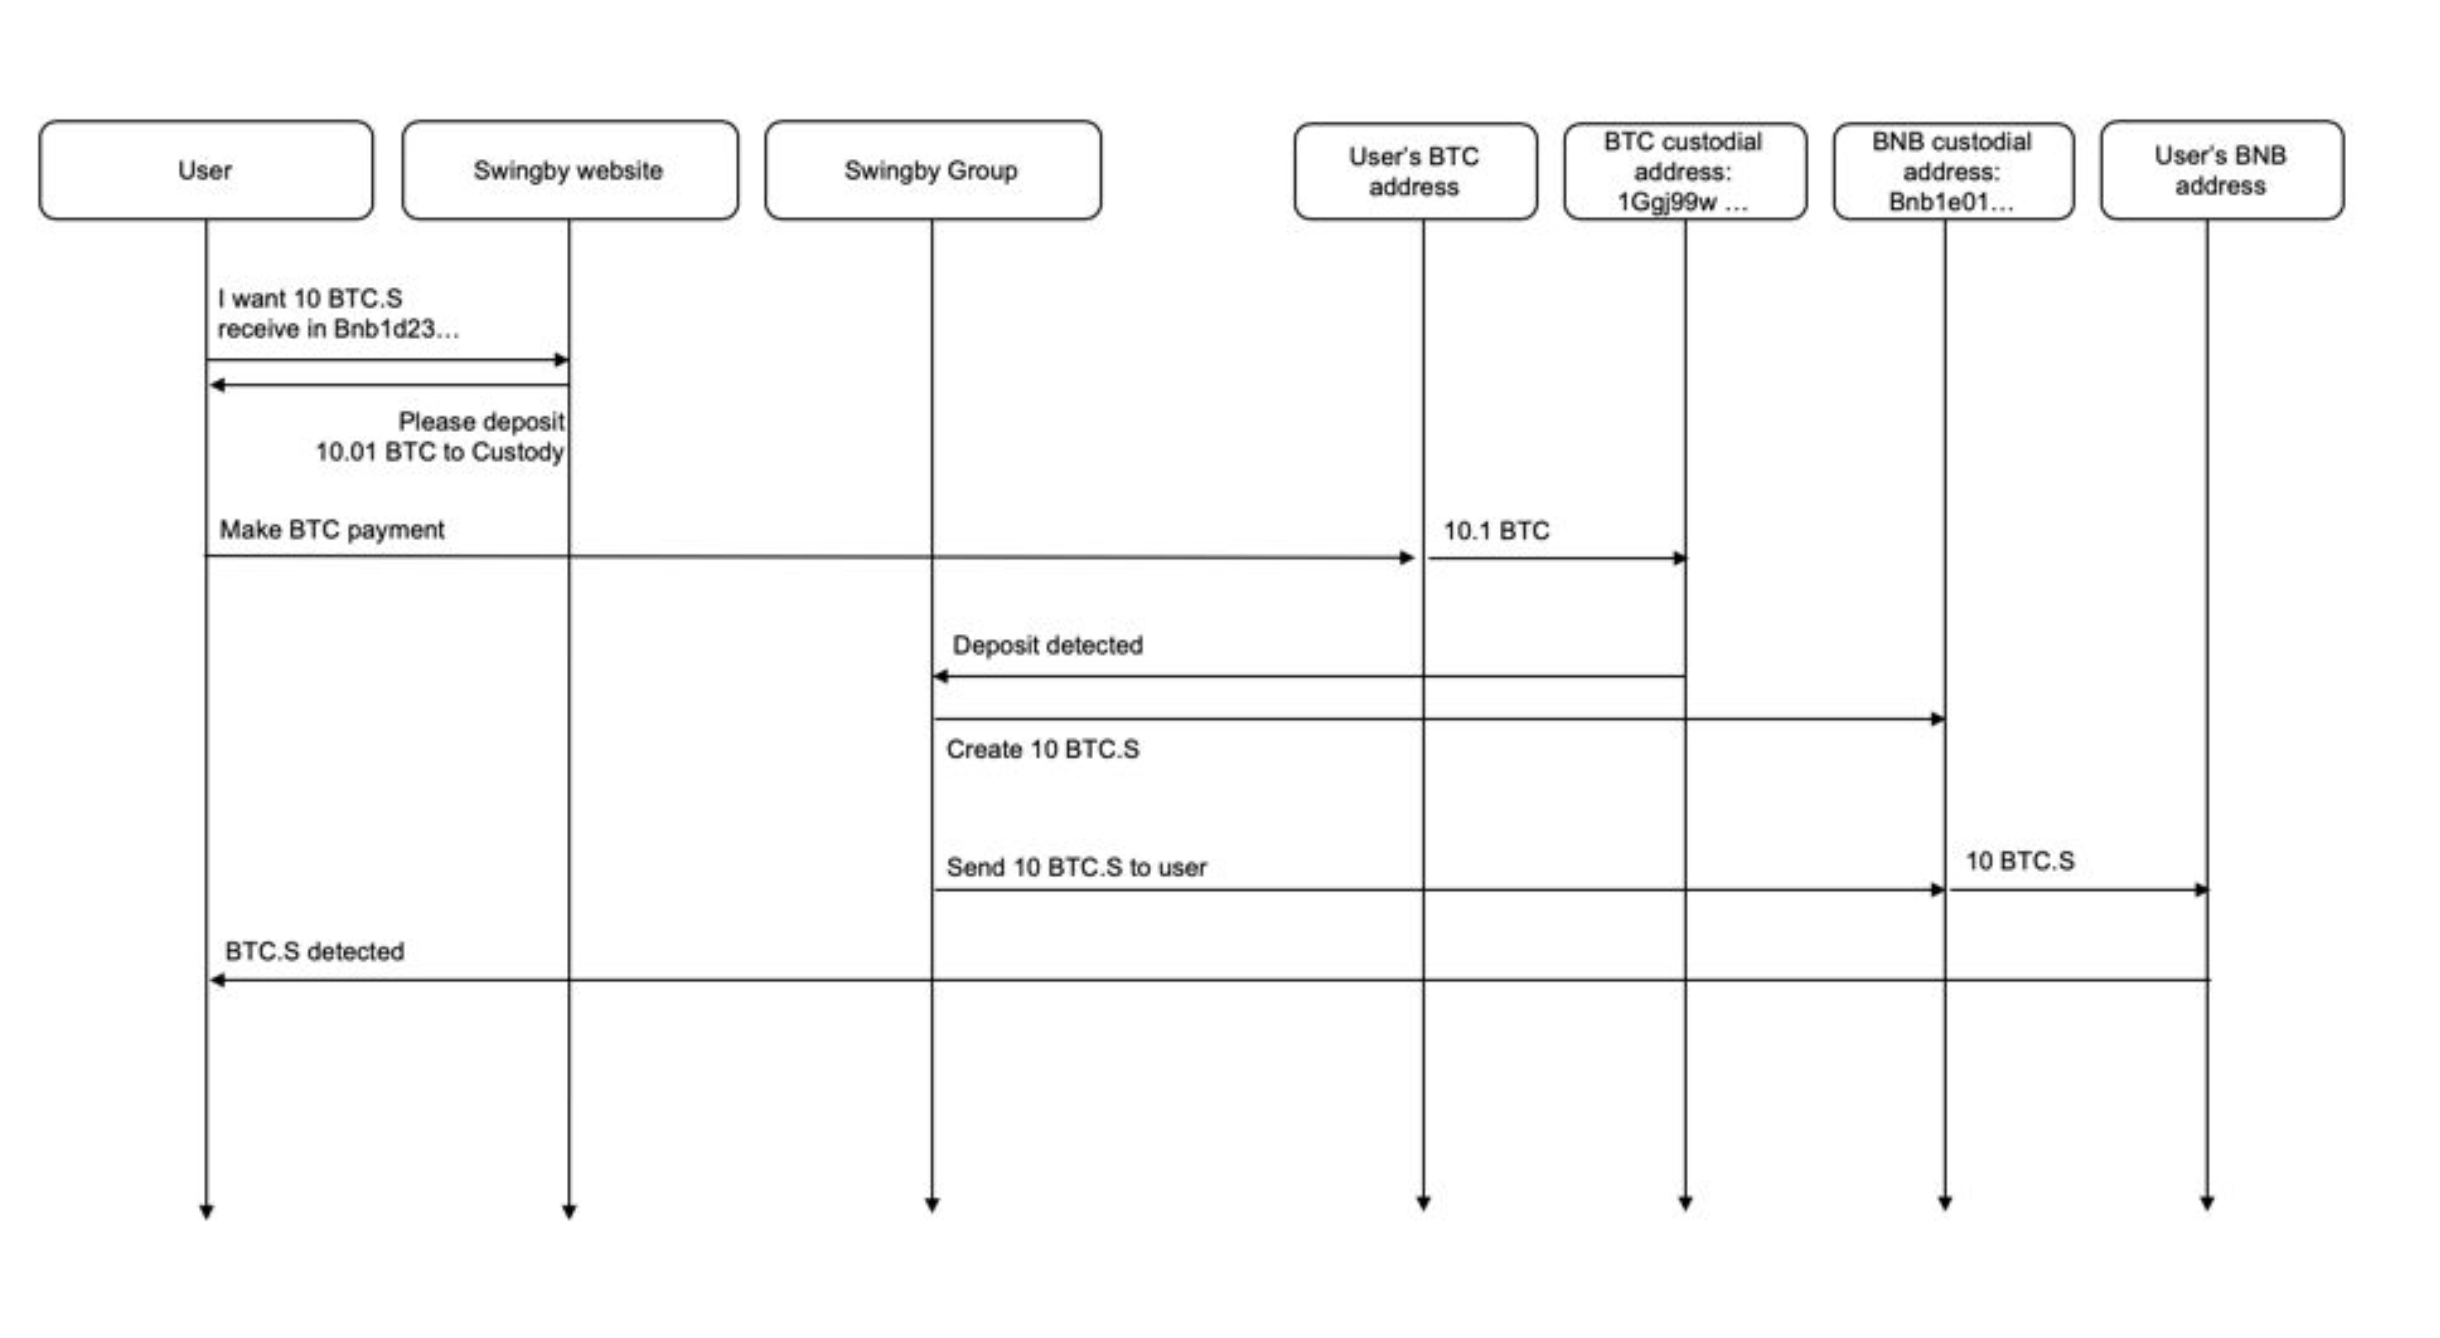 User
Swingby website
Swingby Group
User's BTC
address
BTC custodial
address:
1Ggj99w ...
BNB custodial
address:
Bnb1e01...
User's BNB
address
I want 10 BTC.S
receive in Bnb1d23...
Please deposit
10.01 BTC to Custody
Make BTC payment
10.1 BTC
Deposit detected
Create 10 BTC.S
Send 10 BTC.S to user
10 BTC.S
BTC.S detected